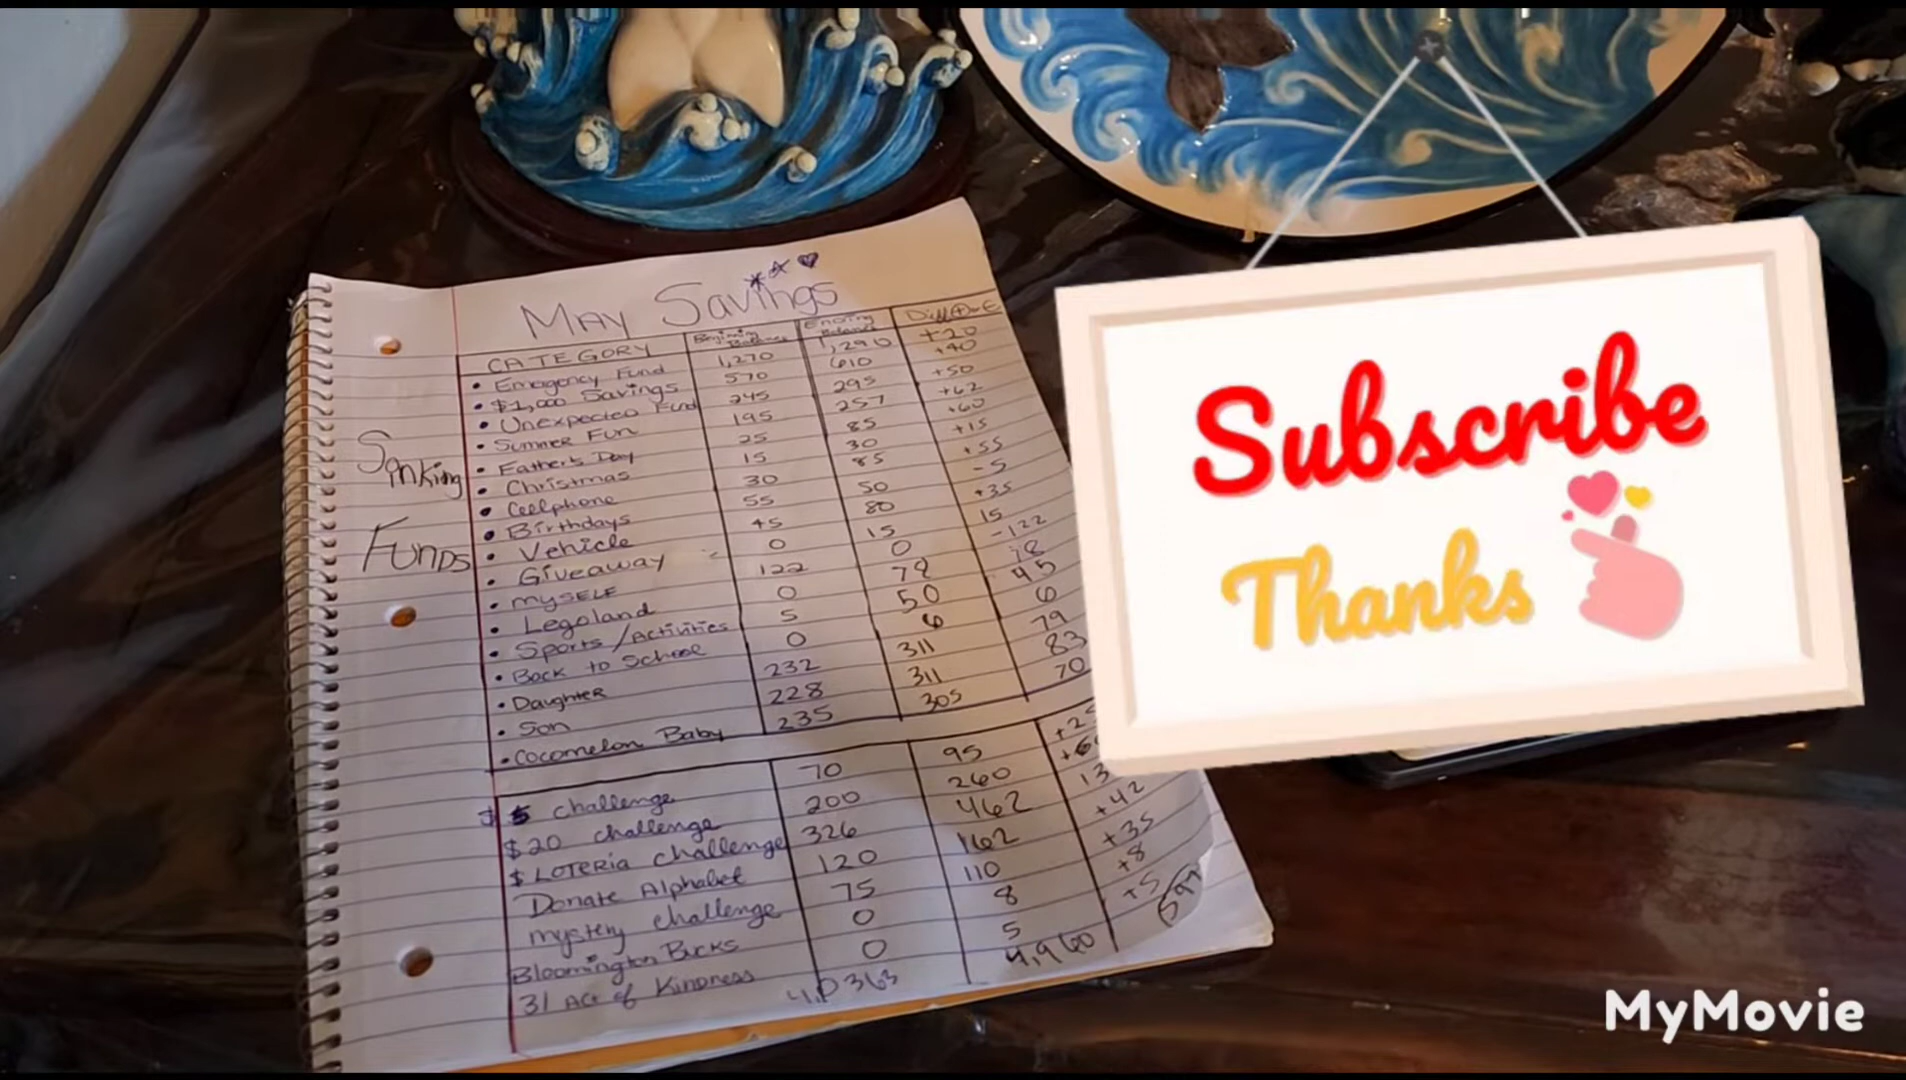 May Savings
CATEGORY Beginning Balance Ending Balance Difference
Sinking Funds
• Emergency Fund 1,270 1,290 +20
• $1,000 Savings 570 610 +40
• Unexpected Fund 245 295 +50
• Summer Fun 195 257 +62
• Father's Day 25 85 +60
• Christmas 15 30 +15
• Cellphone 30 85 +55
• Birthdays 55 50 -5
• Vehicle 45 80 +35
• Giveaway 0 15 15
• mySELF 122 0 -122
• Legoland 0 78 78
• Sports/Activities 5 50 45
• Back to School 0 6 6
• Daughter 232 311 79
• Son 228 311 83
• Cocomelon Baby 235 305 70
$5 challenge 70 95
$20 challenge 200 260
$ LOTERIA challenge 326 462
Donate Alphabet 120 162 +42
mystery challenge 75 110 +35
Bloomington Bucks 0 8 +8
31 Act of Kindness 0 5 +5
4,960
Subscribe
Thanks
MyMovie